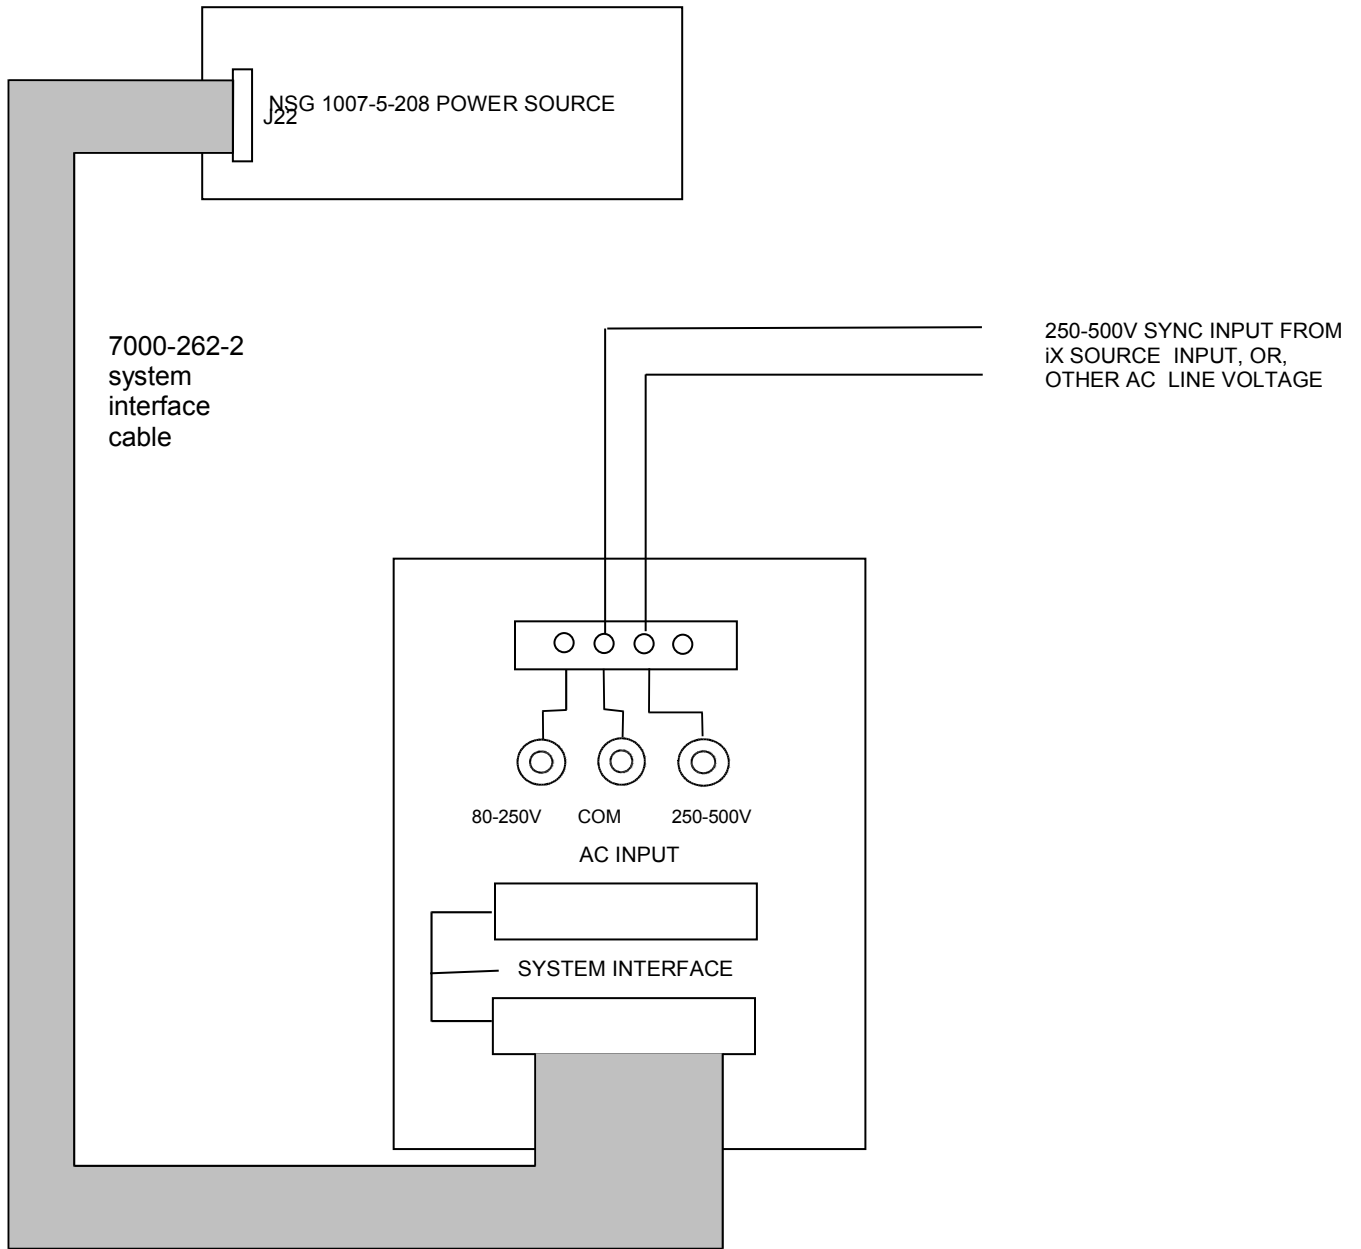 NSG 1007-5-208 POWER SOURCE
J22
7000-262-2
system
interface
cable
250-500V SYNC INPUT FROM
iX SOURCE INPUT, OR,
OTHER AC LINE VOLTAGE
80-250V COM 250-500V
AC INPUT
SYSTEM INTERFACE